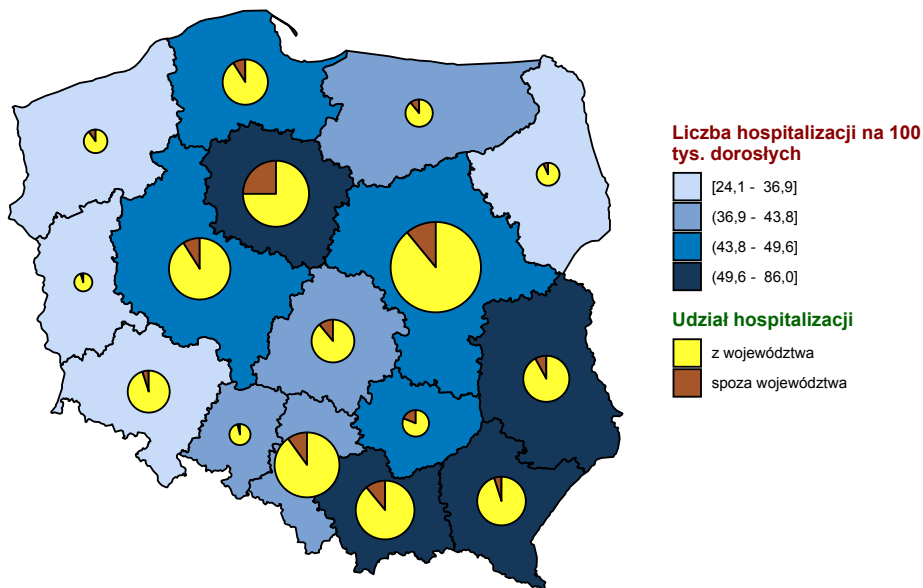 Liczba hospitalizacji na 100
tys. dorosłych
[24,1 - 36,9]
(36,9 - 43,8]
(43,8 - 49,6]
(49,6 - 86,0]
Udział hospitalizacji
z województwa
spoza województwa